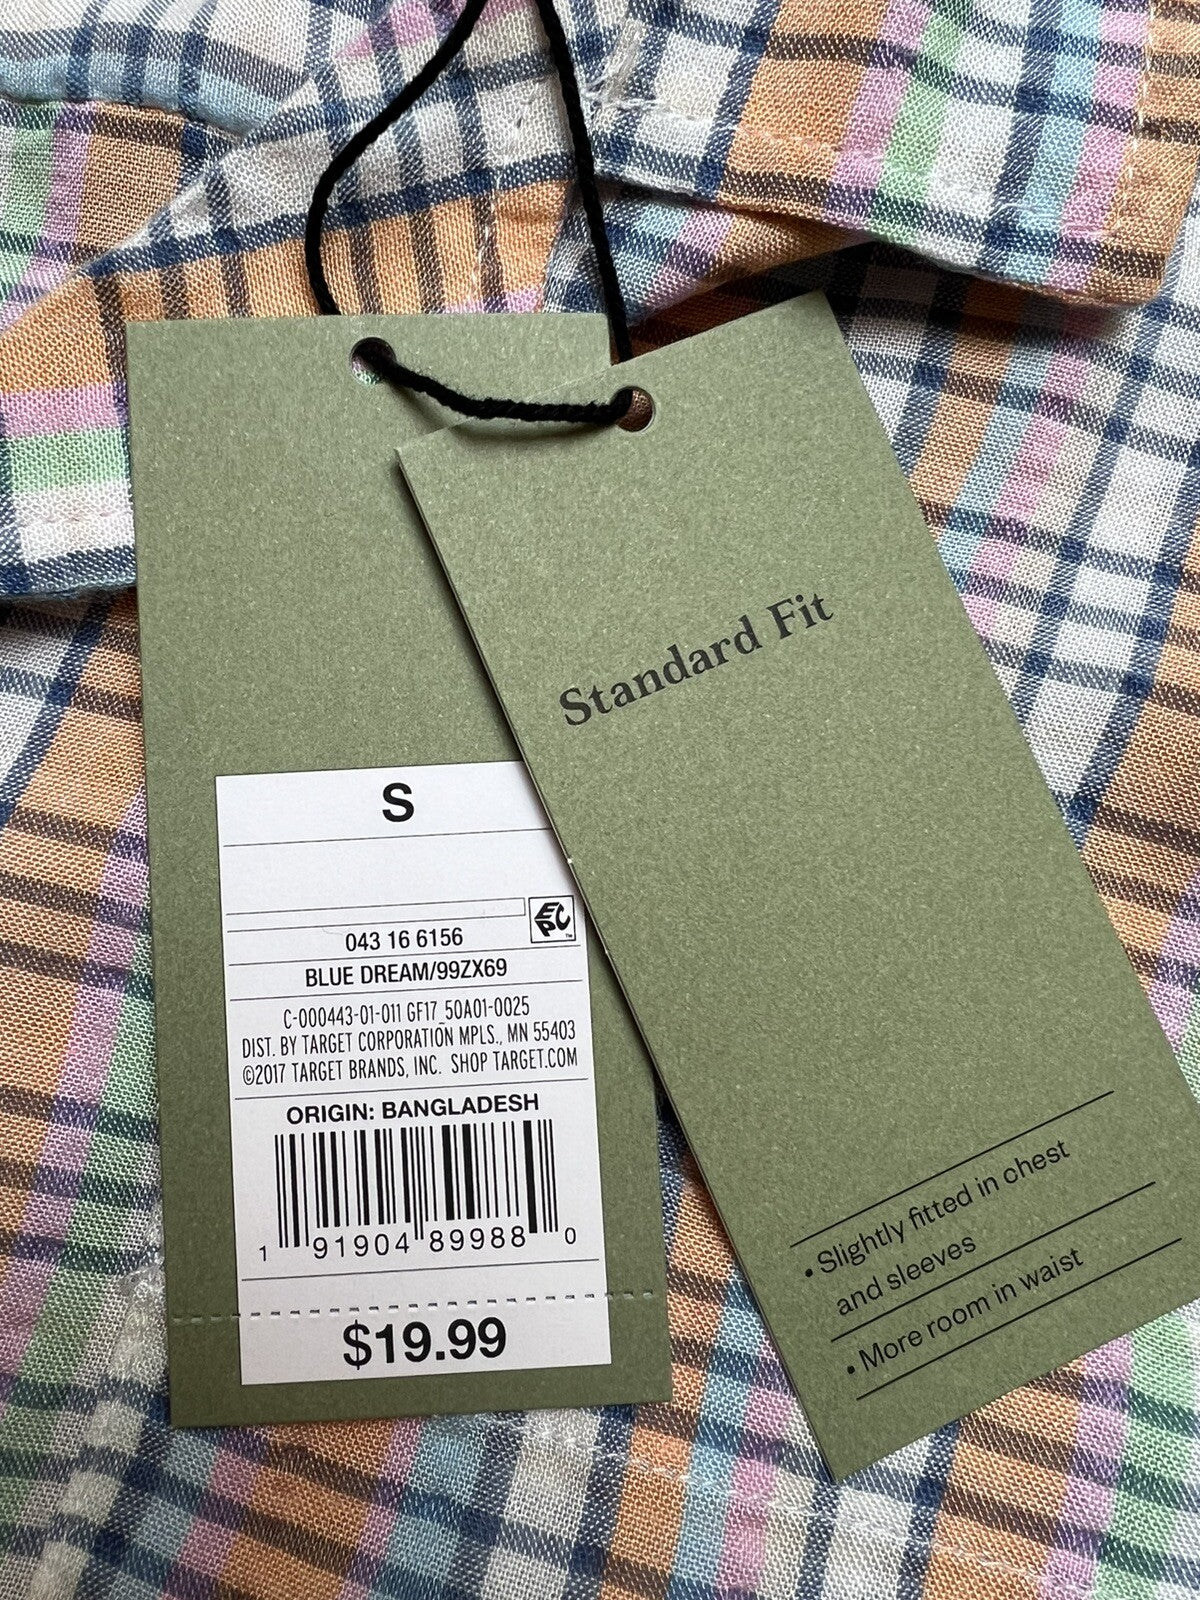 S
EPC
™
043 16 6156
BLUE DREAM/99ZX69
C-000443-01-011 GF17_50A01-0025
DIST. BY TARGET CORPORATION MPLS., MN 55403
©2017 TARGET BRANDS, INC. SHOP TARGET.COM
ORIGIN: BANGLADESH
1 91904 89988 0
$19.99
Standard Fit
• Slightly fitted in chest
and sleeves
• More room in waist